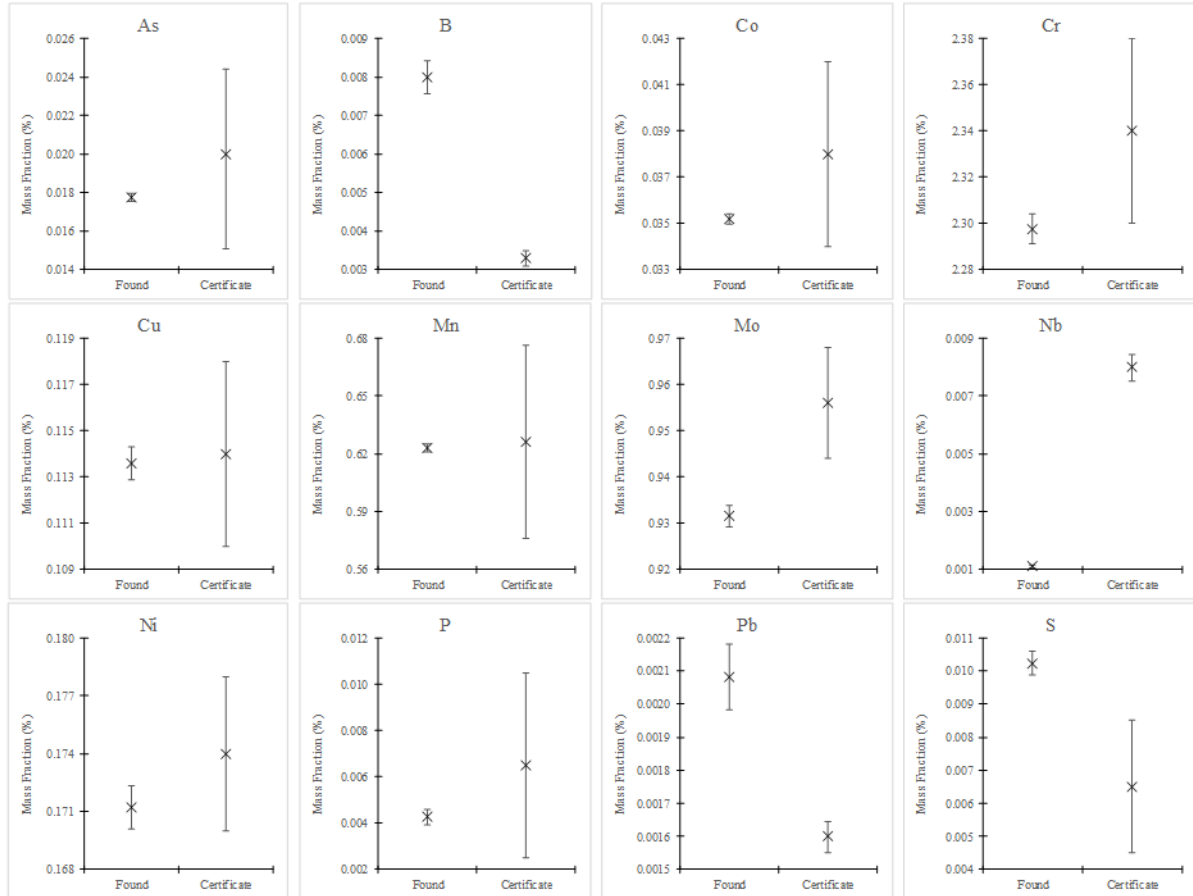 As
Mass Fraction (%)
0.026
0.024
0.022
0.020
0.018
0.016
0.014
Found Certificate
B
Mass Fraction (%)
0.009
0.008
0.007
0.006
0.005
0.004
0.003
Found Certificate
Co
Mass Fraction (%)
0.043
0.041
0.039
0.037
0.035
0.033
Found Certificate
Cr
Mass Fraction (%)
2.38
2.36
2.34
2.32
2.30
2.28
Found Certificate
Cu
Mass Fraction (%)
0.119
0.117
0.115
0.113
0.111
0.109
Found Certificate
Mn
Mass Fraction (%)
0.68
0.65
0.62
0.59
0.56
Found Certificate
Mo
Mass Fraction (%)
0.97
0.96
0.95
0.94
0.93
0.92
Found Certificate
Nb
Mass Fraction (%)
0.009
0.007
0.005
0.003
0.001
Found Certificate
Ni
Mass Fraction (%)
0.180
0.177
0.174
0.171
0.168
Found Certificate
P
Mass Fraction (%)
0.012
0.010
0.008
0.006
0.004
0.002
Found Certificate
Pb
Mass Fraction (%)
0.0022
0.0021
0.0020
0.0019
0.0018
0.0017
0.0016
0.0015
Found Certificate
S
Mass Fraction (%)
0.011
0.010
0.009
0.008
0.007
0.006
0.005
0.004
Found Certificate